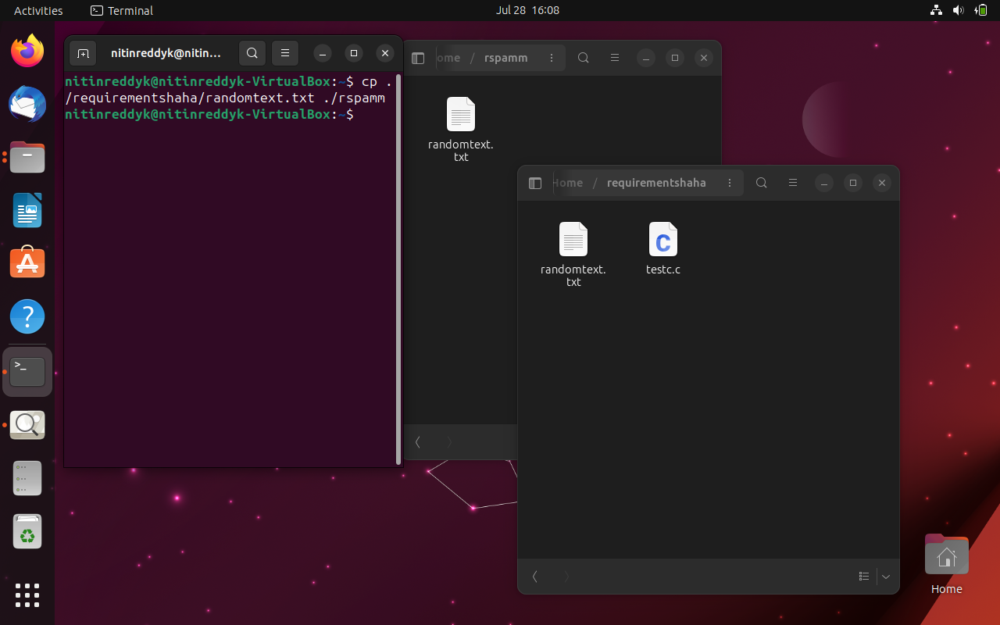 Activities
Terminal
Jul 28 16:08
nitinreddyk@nitin...
nitinreddyk@nitinreddyk-VirtualBox:~$ cp .
/requirementshaha/randomtext.txt ./rspamm
nitinreddyk@nitinreddyk-VirtualBox:~$
ome / rspamm
randomtext.
txt
Home / requirementshaha
randomtext.
txt
testc.c
Home